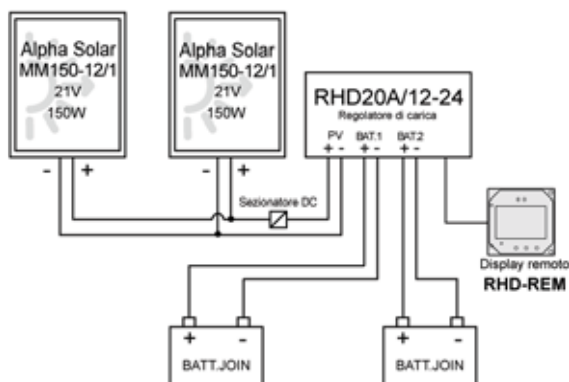 Alpha Solar
MM150-12/1
21V
150W
- +
Alpha Solar
MM150-12/1
21V
150W
- +
RHD20A/12-24
Regolatore di carica
PV BAT.1 BAT.2
+ - + - + -
Sezionatore DC
Display remoto
RHD-REM
+ -
BATT.JOIN
+ -
BATT.JOIN